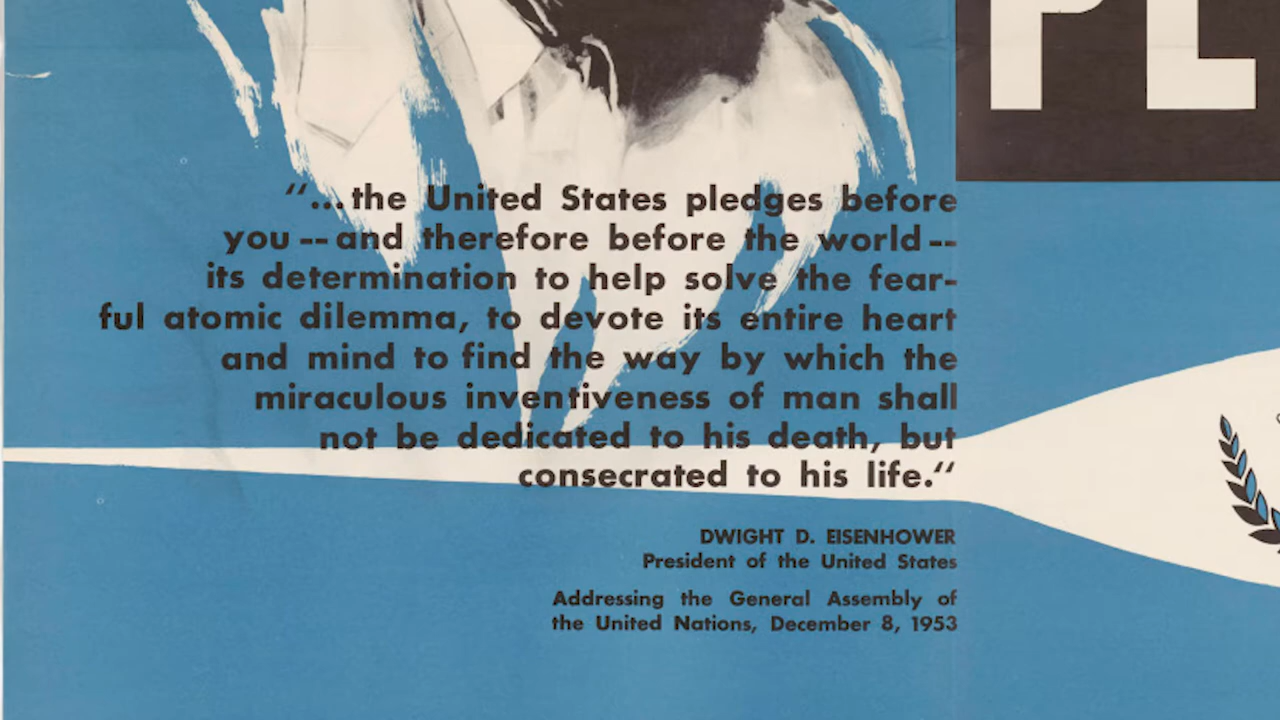 PL
“...the United States pledges before
you -- and therefore before the world --
its determination to help solve the fear-
ful atomic dilemma, to devote its entire heart
and mind to find the way by which the
miraculous inventiveness of man shall
not be dedicated to his death, but
consecrated to his life.“
DWIGHT D. EISENHOWER
President of the United States
Addressing the General Assembly of
the United Nations, December 8, 1953